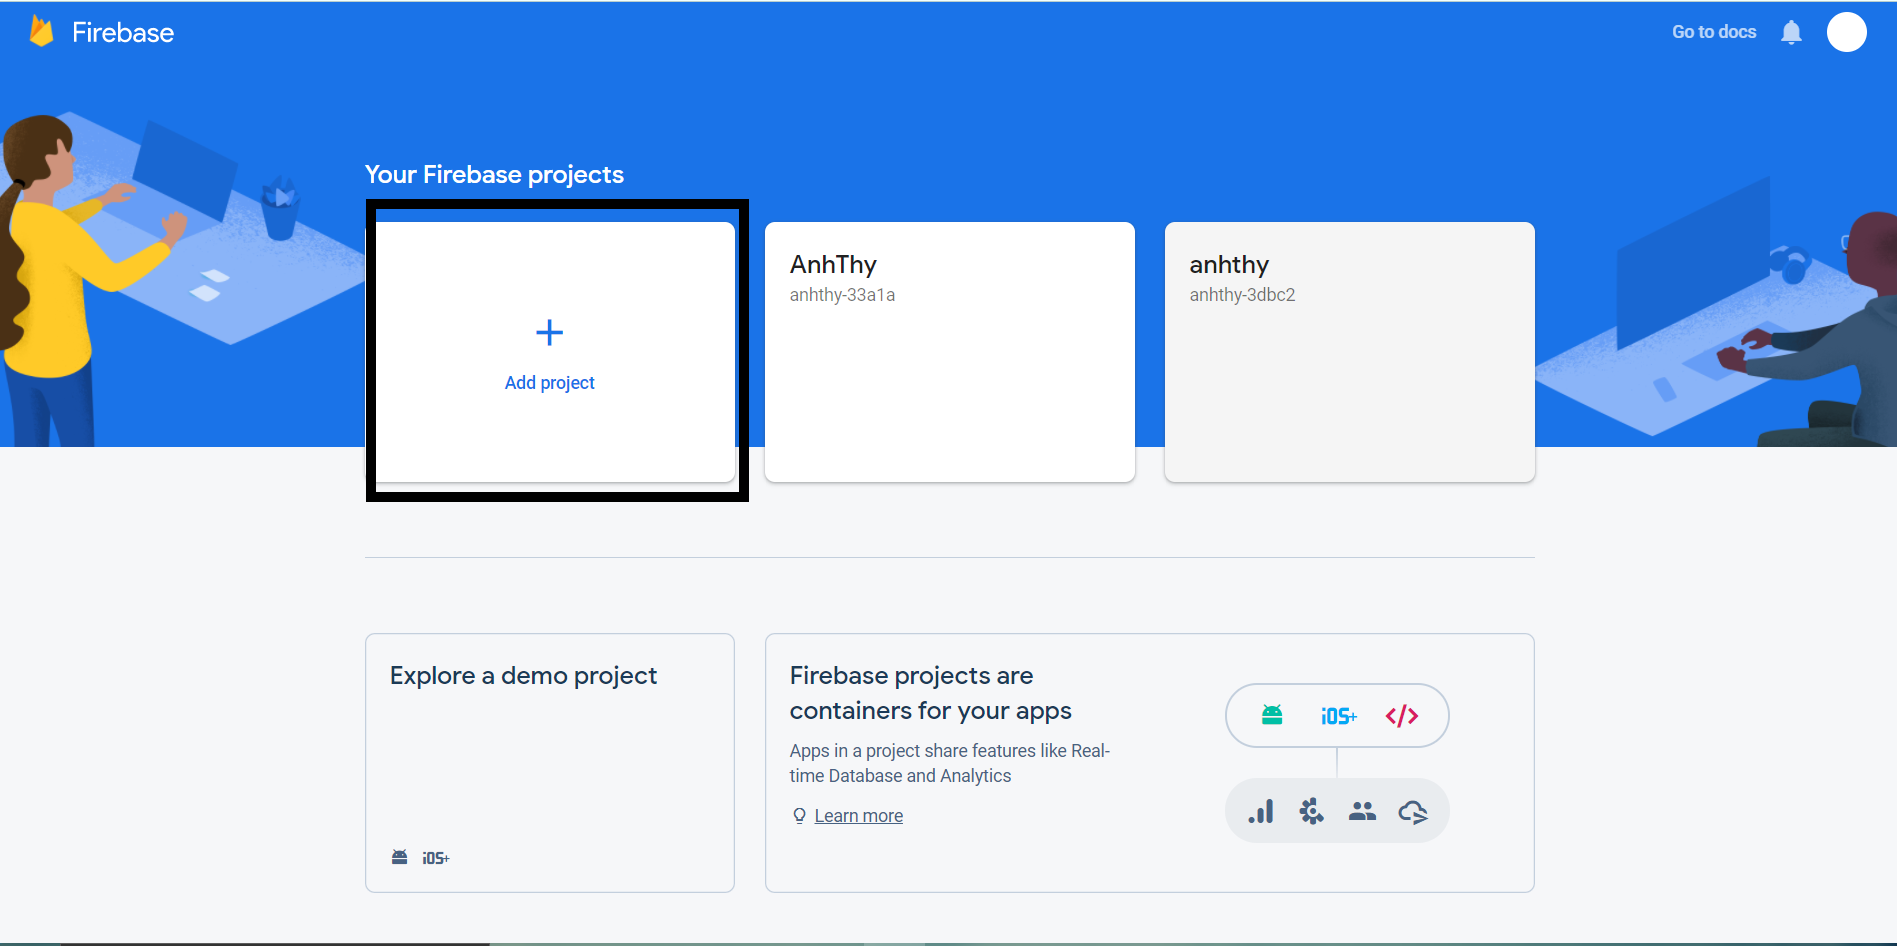 Firebase
Go to docs
Your Firebase projects
Add project
AnhThy
anhthy-33a1a
anhthy
anhthy-3dbc2
Explore a demo project
iOS+
Firebase projects are
containers for your apps
Apps in a project share features like Real-
time Database and Analytics
Learn more
iOS+